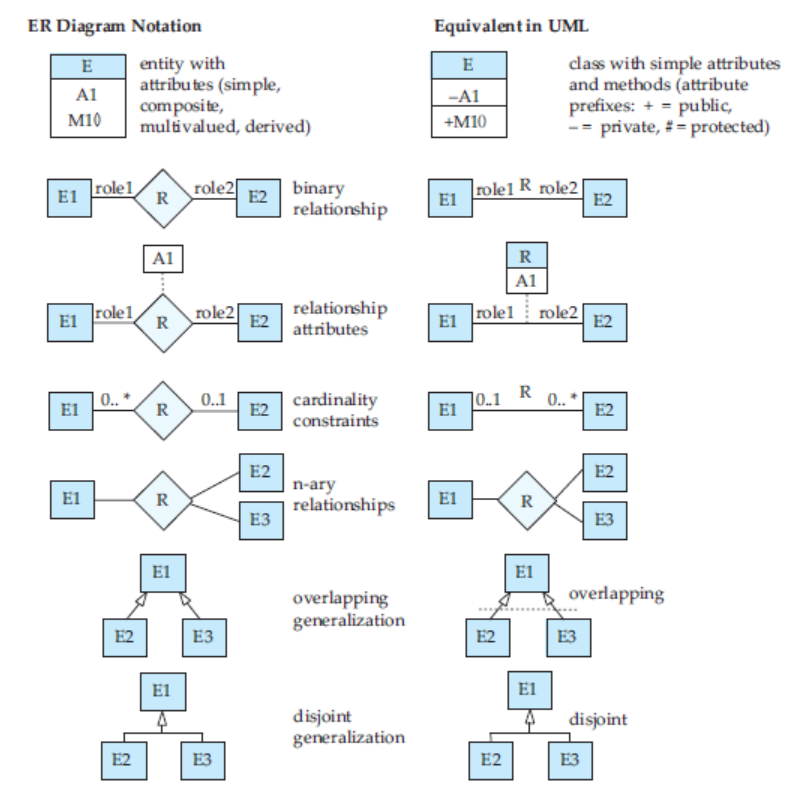 ER Diagram Notation
Equivalent in UML
E
A1
M10
entity with
attributes (simple,
composite,
multivalued, derived)
E
–A1
+M10
class with simple attributes
and methods (attribute
prefixes: + = public,
– = private, # = protected)
E1
role1
R
role2
E2
binary
relationship
E1
role1 R role2
E2
A1
E1
role1
R
role2
E2
relationship
attributes
R
A1
E1
role1
role2
E2
E1
0.. *
R
0..1
E2
cardinality
constraints
E1
0..1 R 0.. *
E2
E1
R
E2
E3
n-ary
relationships
E1
R
E2
E3
E1
E2
E3
overlapping
generalization
E1
overlapping
E2
E3
E1
E2
E3
disjoint
generalization
E1
disjoint
E2
E3